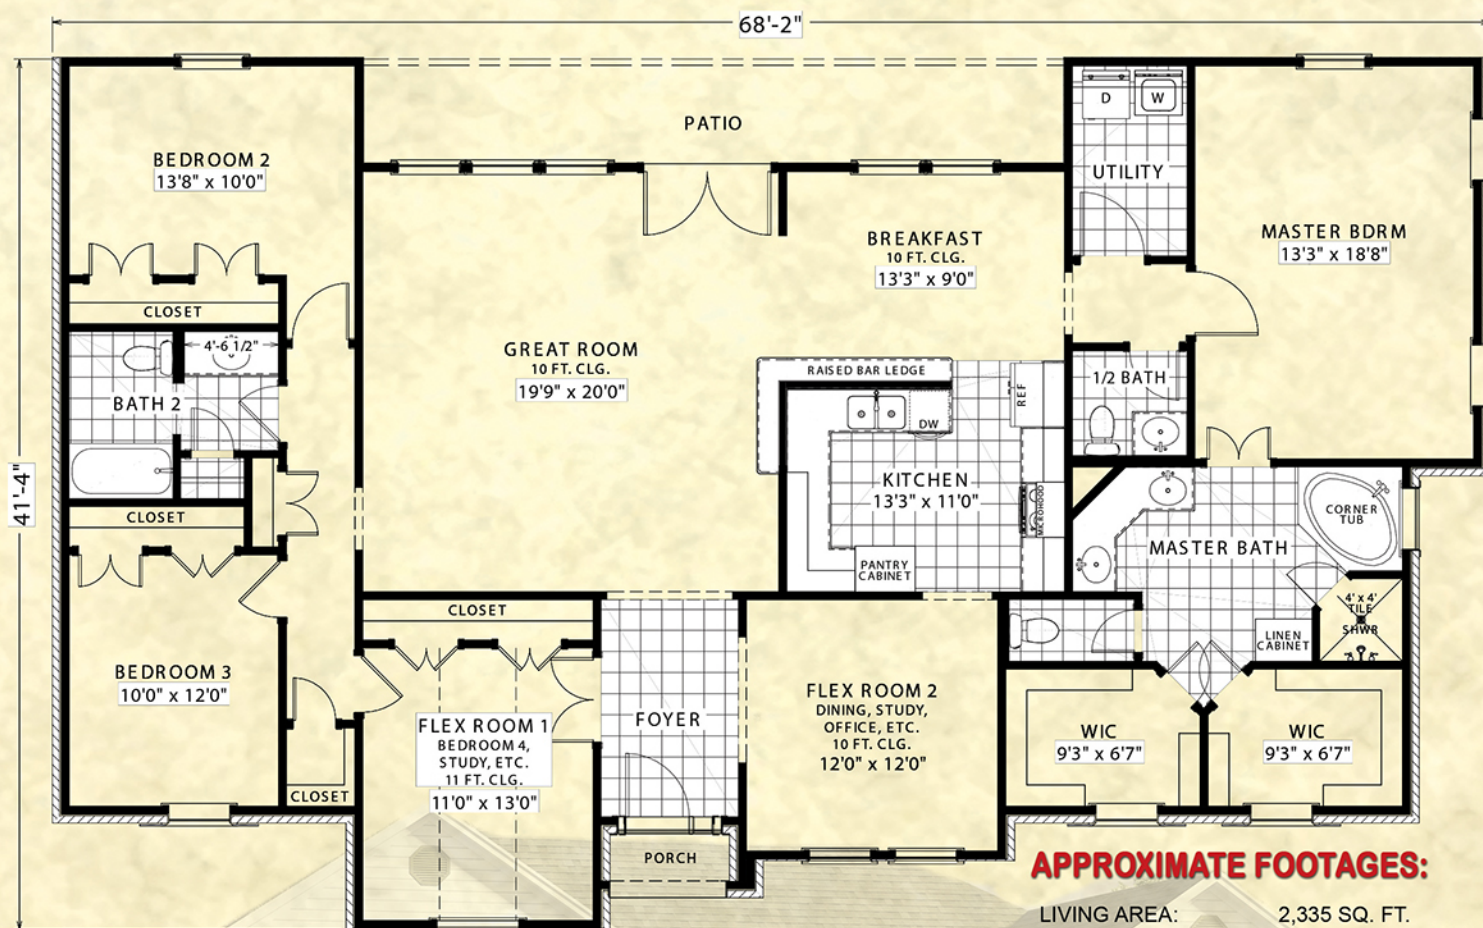 68'-2"
41'-4"
PATIO
BEDROOM 2
13'8" x 10'0"
CLOSET
4'-6 1/2"
BATH 2
CLOSET
BEDROOM 3
10'0" x 12'0"
CLOSET
GREAT ROOM
10 FT. CLG.
19'9" x 20'0"
BREAKFAST
10 FT. CLG.
13'3" x 9'0"
RAISED BAR LEDGE
REF
DW
KITCHEN
13'3" x 11'0"
MICROHOOD
PANTRY
CABINET
D
W
UTILITY
MASTER BDRM
13'3" x 18'8"
1/2 BATH
MASTER BATH
CORNER
TUB
4' x 4'
TILE
SHWR
LINEN
CABINET
WIC
9'3" x 6'7"
WIC
9'3" x 6'7"
CLOSET
FLEX ROOM 1
BEDROOM 4,
STUDY, ETC.
11 FT. CLG.
11'0" x 13'0"
FOYER
PORCH
FLEX ROOM 2
DINING, STUDY,
OFFICE, ETC.
10 FT. CLG.
12'0" x 12'0"
APPROXIMATE FOOTAGES:
LIVING AREA: 2,335 SQ. FT.